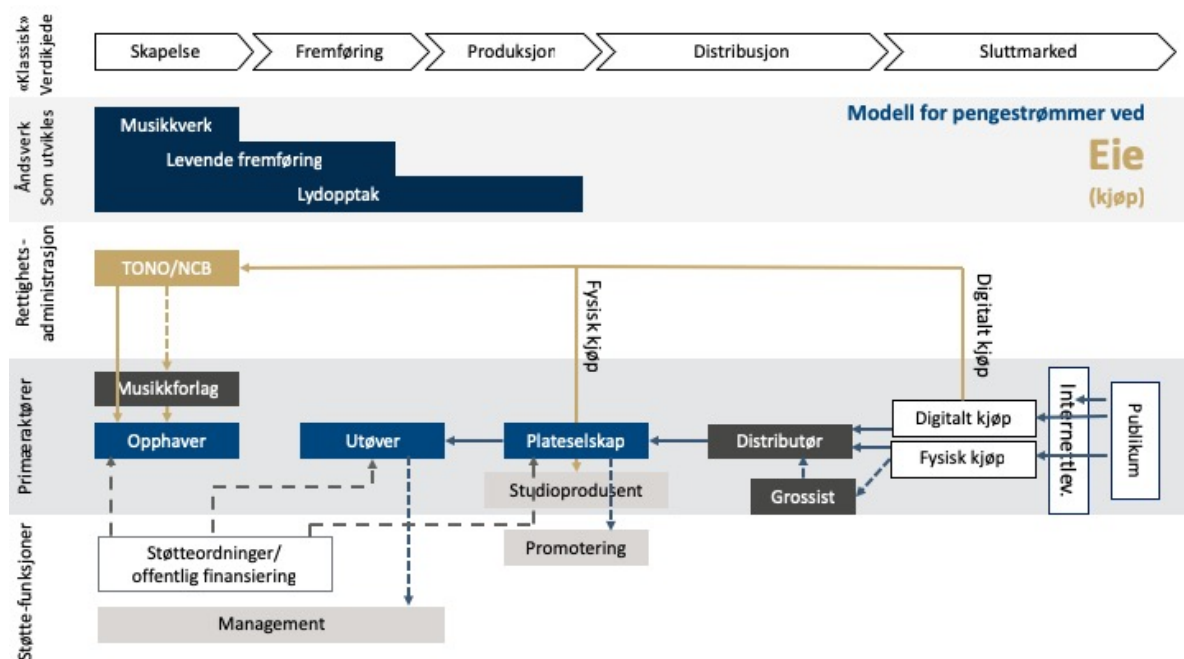 «Klassisk»
Verdikjede
Skapelse
Fremføring
Produksjon
Distribusjon
Sluttmarked
Åndsverk
Som utvikles
Musikkverk
Levende fremføring
Lydopptak
Modell for pengestrømmer ved
Eie
(kjøp)
Rettighets-
administrasjon
TONO/NCB
Fysisk kjøp
Digitalt kjøp
Primæraktører
Musikkforlag
Opphaver
Utøver
Plateselskap
Studioprodusent
Distributør
Grossist
Digitalt kjøp
Fysisk kjøp
Internettlev.
Publikum
Støtte-funksjoner
Støtteordninger/
offentlig finansiering
Promotering
Management